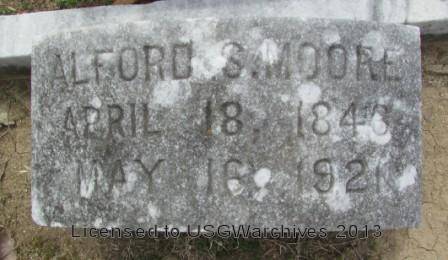 ALFORD S. MOORE
APRIL 18, 1846
MAY 16, 1921
Licensed to USGWarchives 2013